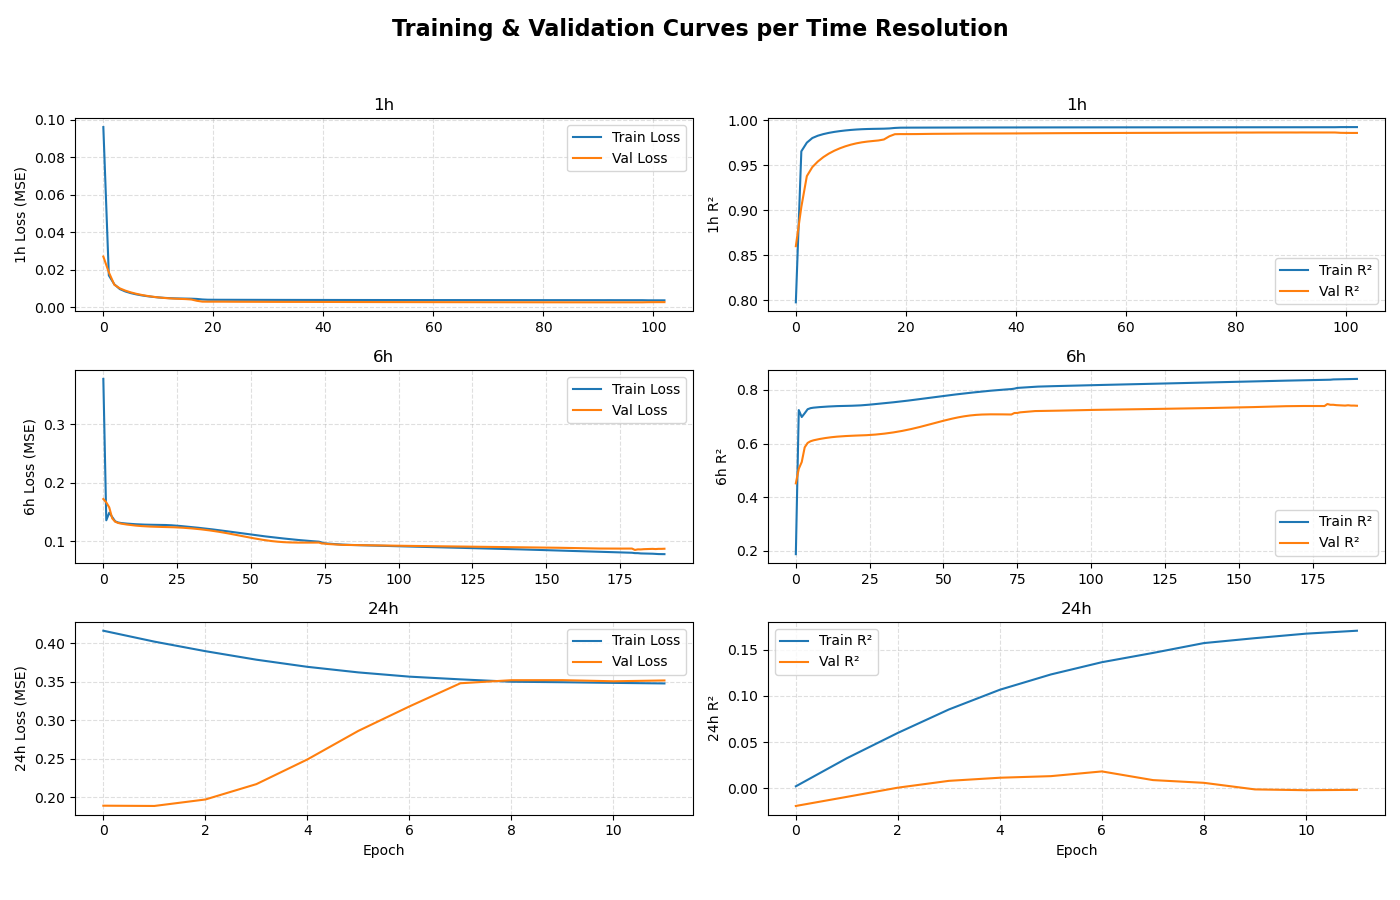 Training & Validation Curves per Time Resolution
1h
1h Loss (MSE)
0.10
0.08
0.06
0.04
0.02
0.00
Train Loss
Val Loss
0 20 40 60 80 100
1h
1h R²
1.00
0.95
0.90
0.85
0.80
Train R²
Val R²
0 20 40 60 80 100
6h
6h Loss (MSE)
0.3
0.2
0.1
Train Loss
Val Loss
0 25 50 75 100 125 150 175
6h
6h R²
0.8
0.6
0.4
0.2
Train R²
Val R²
0 25 50 75 100 125 150 175
24h
24h Loss (MSE)
0.40
0.35
0.30
0.25
0.20
Train Loss
Val Loss
0 2 4 6 8 10
Epoch
24h
24h R²
0.15
0.10
0.05
0.00
Train R²
Val R²
0 2 4 6 8 10
Epoch